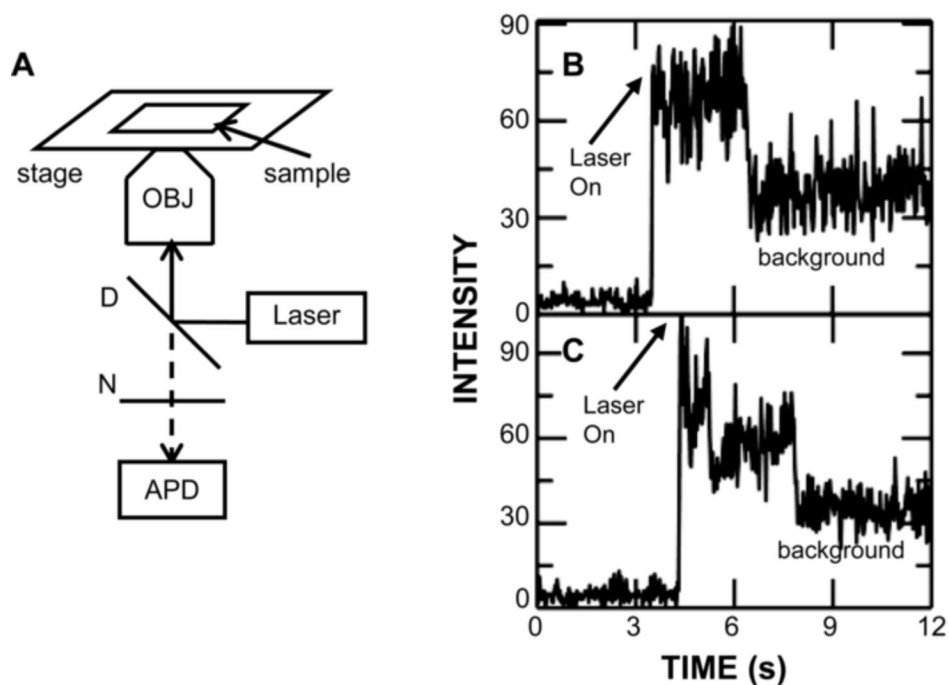 A
stage
sample
OBJ
D
Laser
N
APD
INTENSITY
90
60
30
0
B
Laser
On
background
90
60
30
0
C
Laser
On
background
0
3
6
9
12
TIME (s)